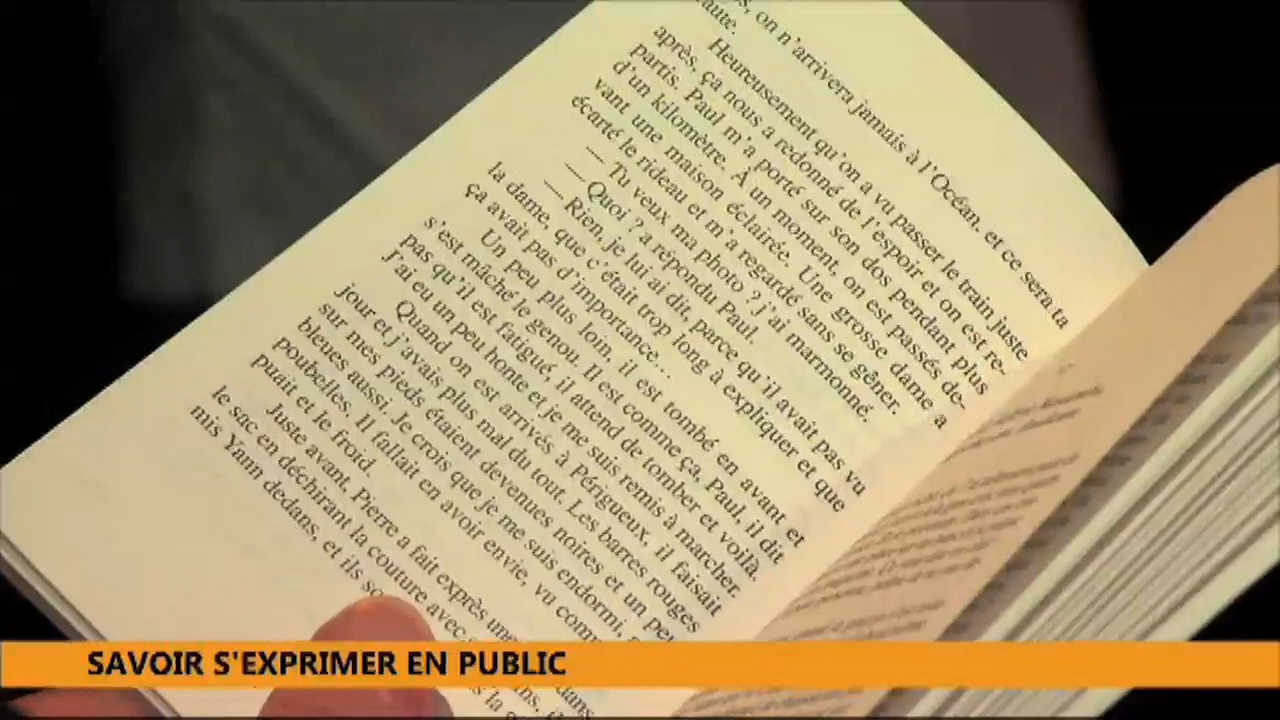 on n'arrivera jamais à l'Océan, et ce sera ta
aute.
Heureusement qu'on a vu passer le train juste
après, ça nous a redonné de l'espoir et on est re-
partis. Paul m'a porté sur son dos pendant plus
d'un kilomètre. À un moment, on est passés de-
vant une maison éclairée. Une grosse dame a
écarté le rideau et m'a regardé sans se gêner.
— Tu veux ma photo ? j'ai marmonné.
— Quoi ? a répondu Paul.
— Rien, je lui ai dit, parce qu'il avait pas vu
la dame, que c'était trop long à expliquer et que
ça avait pas d'importance...
Un peu plus loin, il est tombé en avant et
s'est mâché le genou. Il est comme ça, Paul, il dit
pas qu'il est fatigué, il attend de tomber et voilà.
J'ai eu un peu honte et je me suis remis à marcher.
Quand on est arrivés à Périgueux, il faisait
jour et j'avais plus mal du tout. Les barres rouges
sur mes pieds étaient devenues noires et un peu
bleues aussi. Je crois que je me suis endormi,
poubelles. Il fallait en avoir envie, vu comm
puait et le froid.
Juste avant, Pierre a fait exprès une
le sac en déchirant la couture avec
mis Yann dedans, et ils so
SAVOIR S'EXPRIMER EN PUBLIC